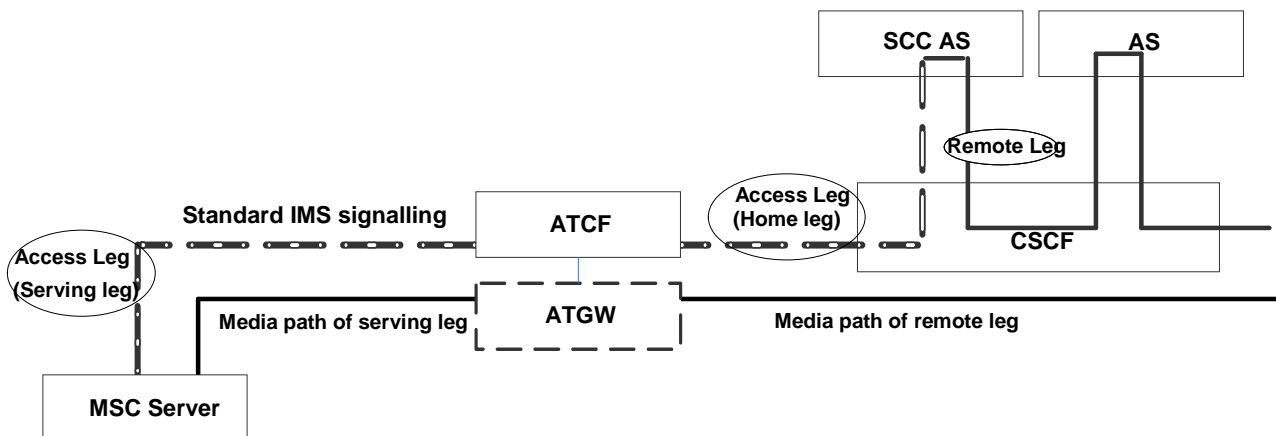 SCC AS
AS
Remote Leg
Access Leg
(Home leg)
Standard IMS signalling
ATCF
CSCF
Access Leg
(Serving leg)
ATGW
Media path of serving leg
Media path of remote leg
MSC Server